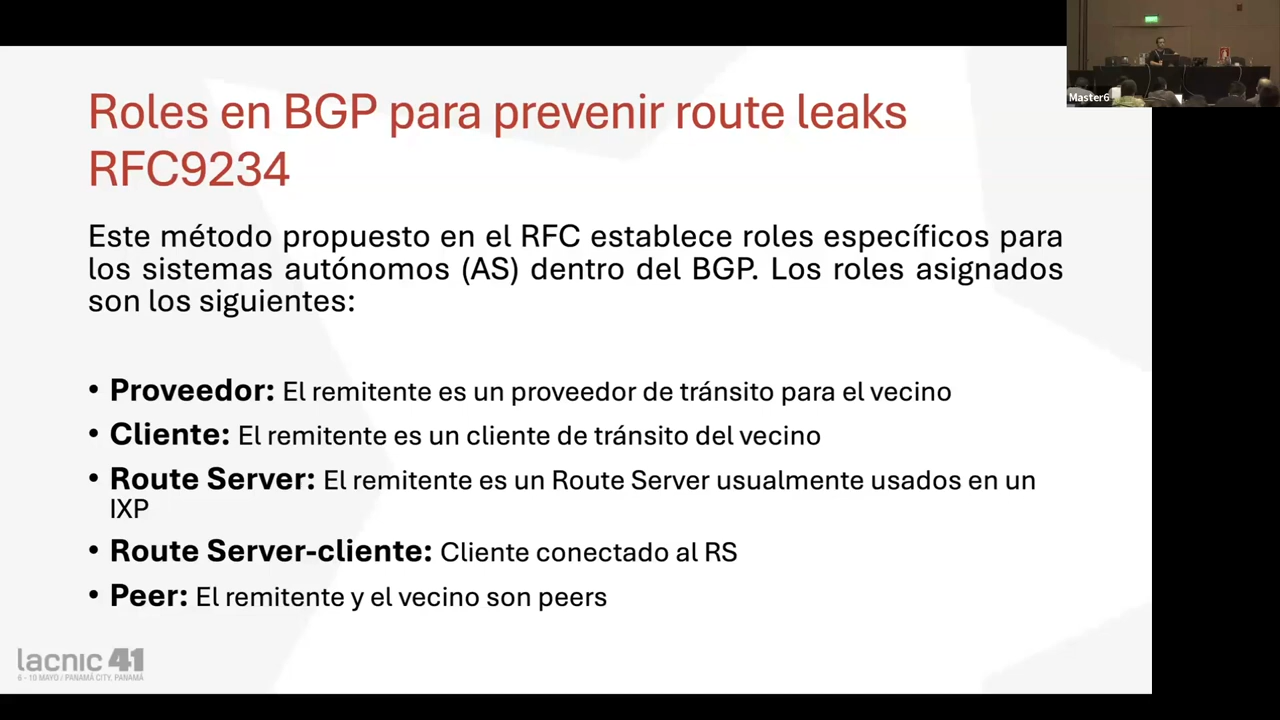 Roles en BGP para prevenir route leaks
RFC9234
Este método propuesto en el RFC establece roles específicos para
los sistemas autónomos (AS) dentro del BGP. Los roles asignados
son los siguientes:
• Proveedor: El remitente es un proveedor de tránsito para el vecino
• Cliente: El remitente es un cliente de tránsito del vecino
• Route Server: El remitente es un Route Server usualmente usados en un
IXP
• Route Server-cliente: Cliente conectado al RS
• Peer: El remitente y el vecino son peers
lacnic 41
6 - 10 MAYO / PANAMÁ CITY. PANAMÁ
Master6